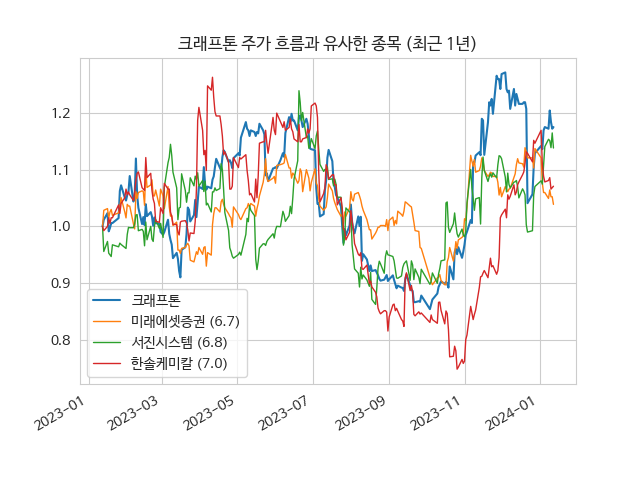 크래프톤 주가 흐름과 유사한 종목 (최근 1년)
1.2
1.1
1.0
0.9
0.8
크래프톤
미래에셋증권 (6.7)
서진시스템 (6.8)
한솔케미칼 (7.0)
2023-01
2023-03
2023-05
2023-07
2023-09
2023-11
2024-01